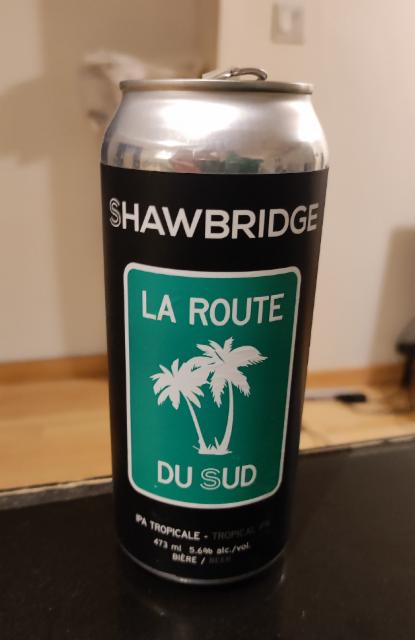 SHAWBRIDGE
LA ROUTE
DU SUD
IPA TROPICALE - TROPICAL IPA
473 ml 5.6% alc./vol.
BIÈRE / BEER